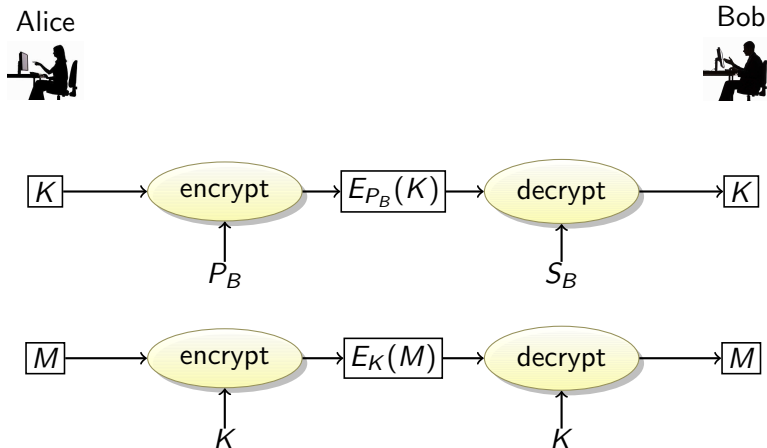 Alice
Bob
K
encrypt
E_{P_B}(K)
decrypt
K
P_B
S_B
M
encrypt
E_K(M)
decrypt
M
K
K